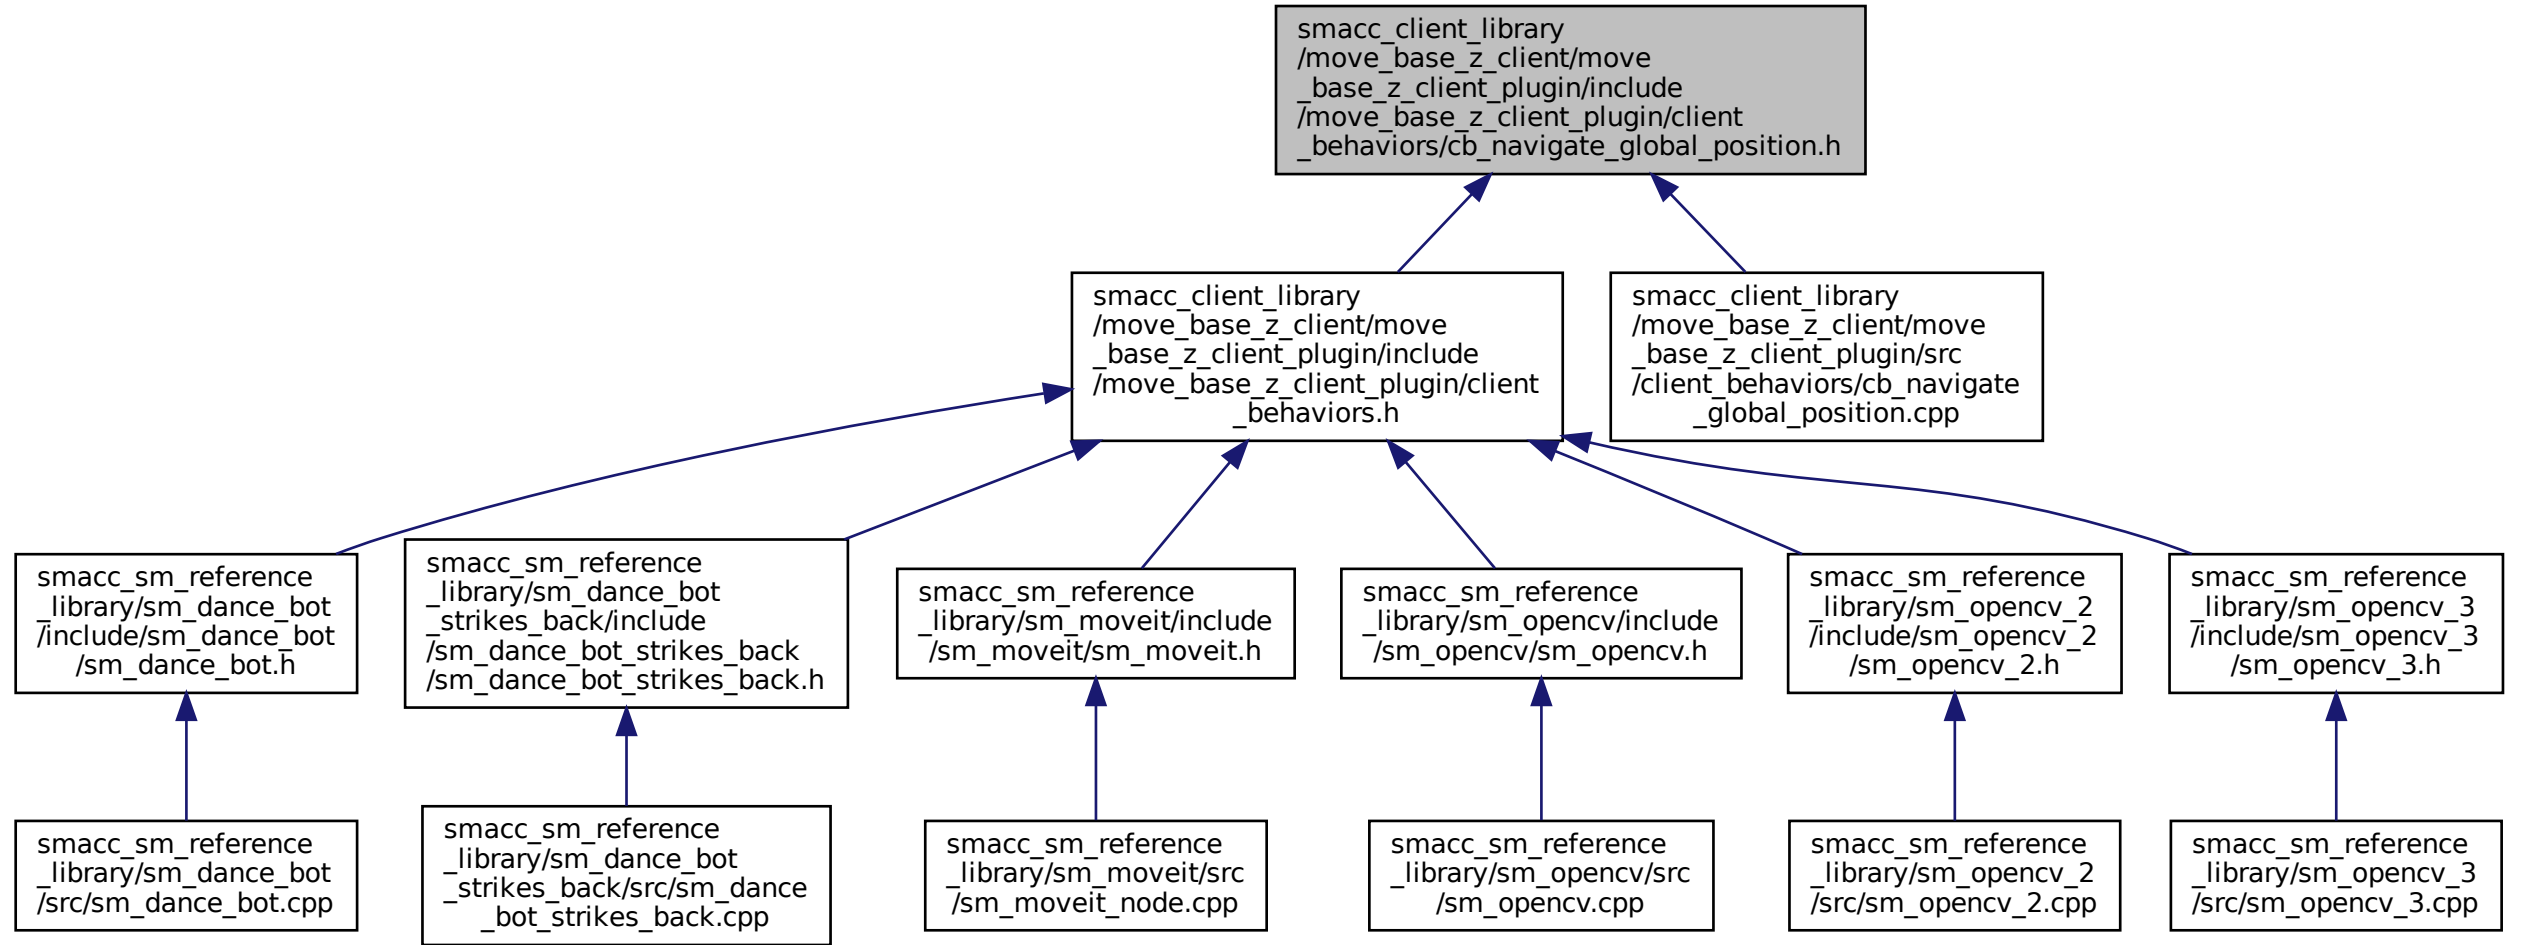 smacc_client_library
/move_base_z_client/move
_base_z_client_plugin/include
/move_base_z_client_plugin/client
_behaviors/cb_navigate_global_position.h
smacc_client_library
/move_base_z_client/move
_base_z_client_plugin/include
/move_base_z_client_plugin/client
_behaviors.h
smacc_client_library
/move_base_z_client/move
_base_z_client_plugin/src
/client_behaviors/cb_navigate
_global_position.cpp
smacc_sm_reference
_library/sm_dance_bot
/include/sm_dance_bot
/sm_dance_bot.h
smacc_sm_reference
_library/sm_dance_bot
_strikes_back/include
/sm_dance_bot_strikes_back
/sm_dance_bot_strikes_back.h
smacc_sm_reference
_library/sm_moveit/include
/sm_moveit/sm_moveit.h
smacc_sm_reference
_library/sm_opencv/include
/sm_opencv/sm_opencv.h
smacc_sm_reference
_library/sm_opencv_2
/include/sm_opencv_2
/sm_opencv_2.h
smacc_sm_reference
_library/sm_opencv_3
/include/sm_opencv_3
/sm_opencv_3.h
smacc_sm_reference
_library/sm_dance_bot
/src/sm_dance_bot.cpp
smacc_sm_reference
_library/sm_dance_bot
_strikes_back/src/sm_dance
_bot_strikes_back.cpp
smacc_sm_reference
_library/sm_moveit/src
/sm_moveit_node.cpp
smacc_sm_reference
_library/sm_opencv/src
/sm_opencv.cpp
smacc_sm_reference
_library/sm_opencv_2
/src/sm_opencv_2.cpp
smacc_sm_reference
_library/sm_opencv_3
/src/sm_opencv_3.cpp